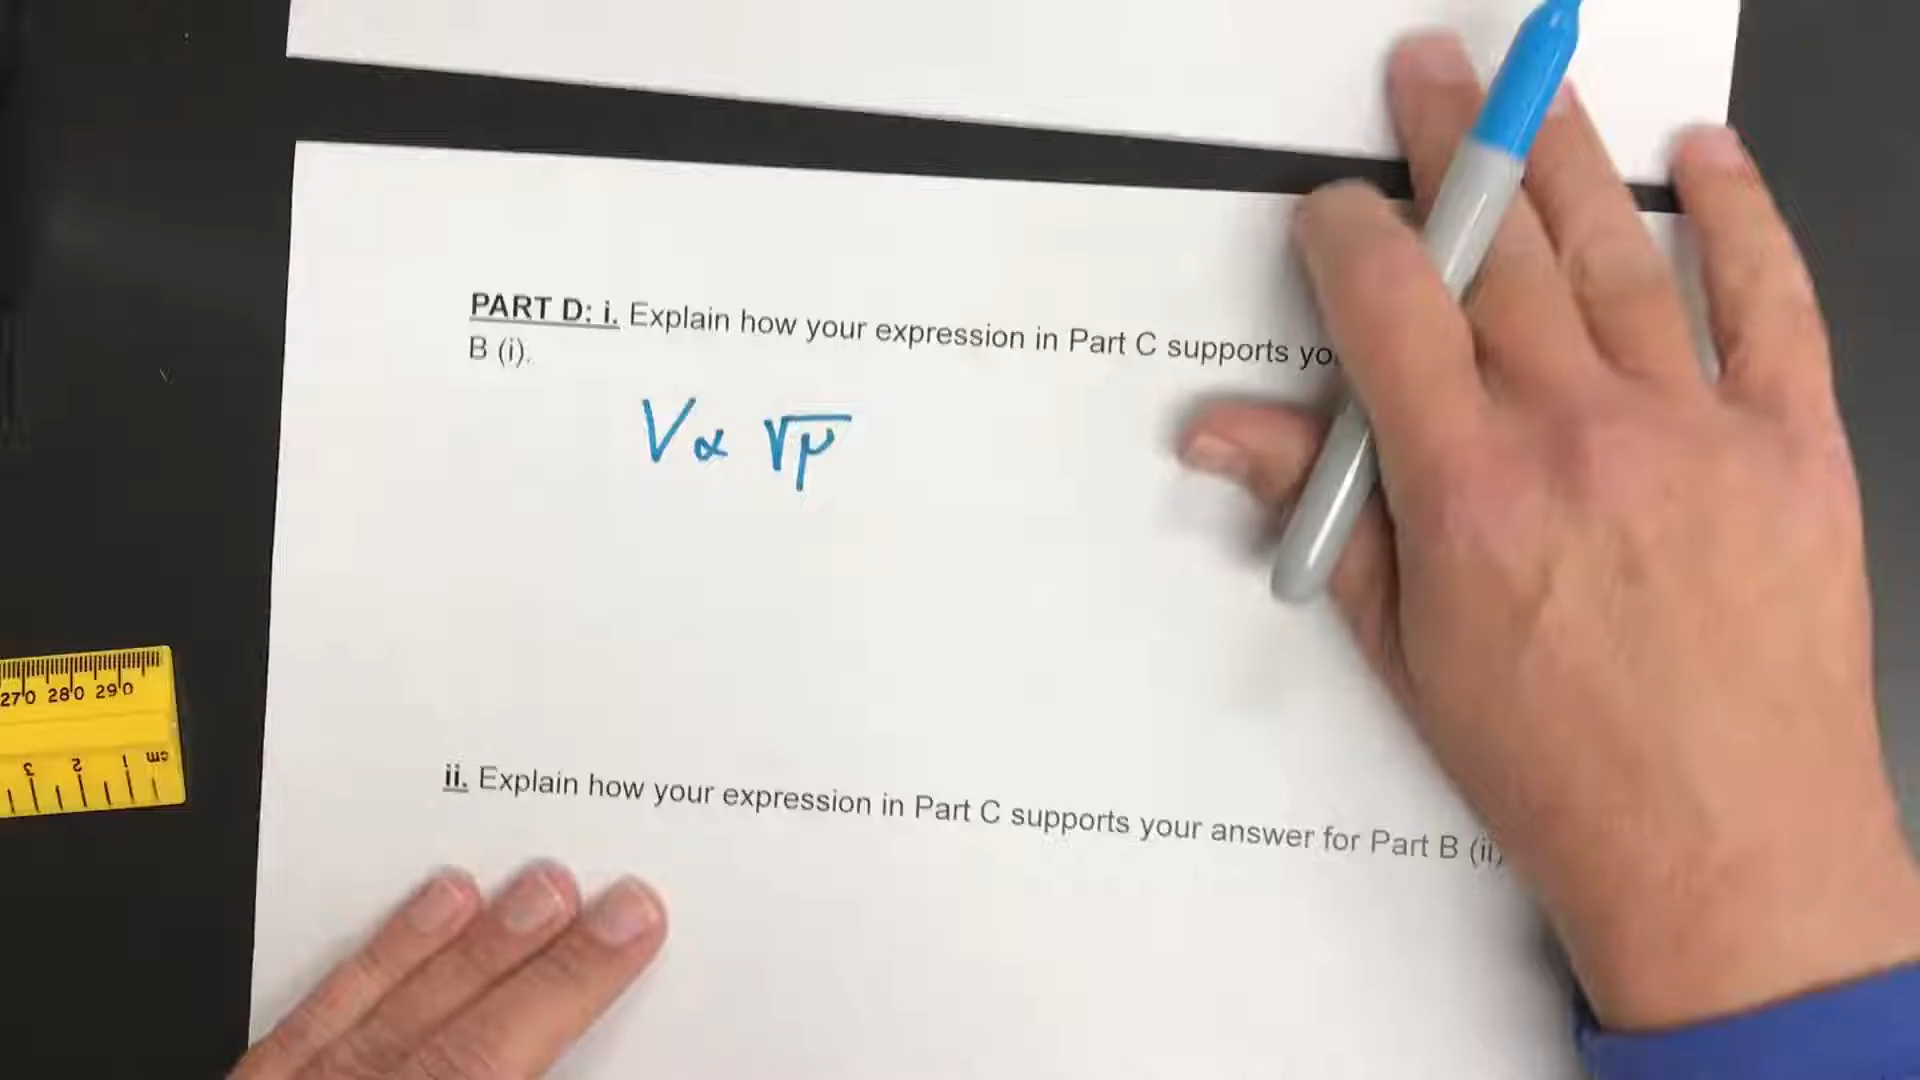 PART D: i. Explain how your expression in Part C supports
B (i).
V ∝ √μ
270 280 290
3 2 1 cm
ii. Explain how your expression in Part C supports your answer for Part B (ii)